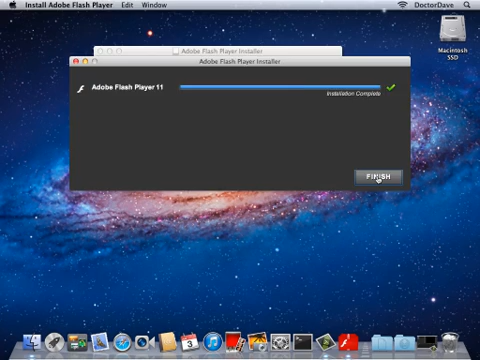 Install Adobe Flash Player Edit Window DoctorDave
Adobe Flash Player Installer
Adobe Flash Player Installer
Adobe Flash Player 11
Installation Complete
FINISH
Macintosh
SSD
3